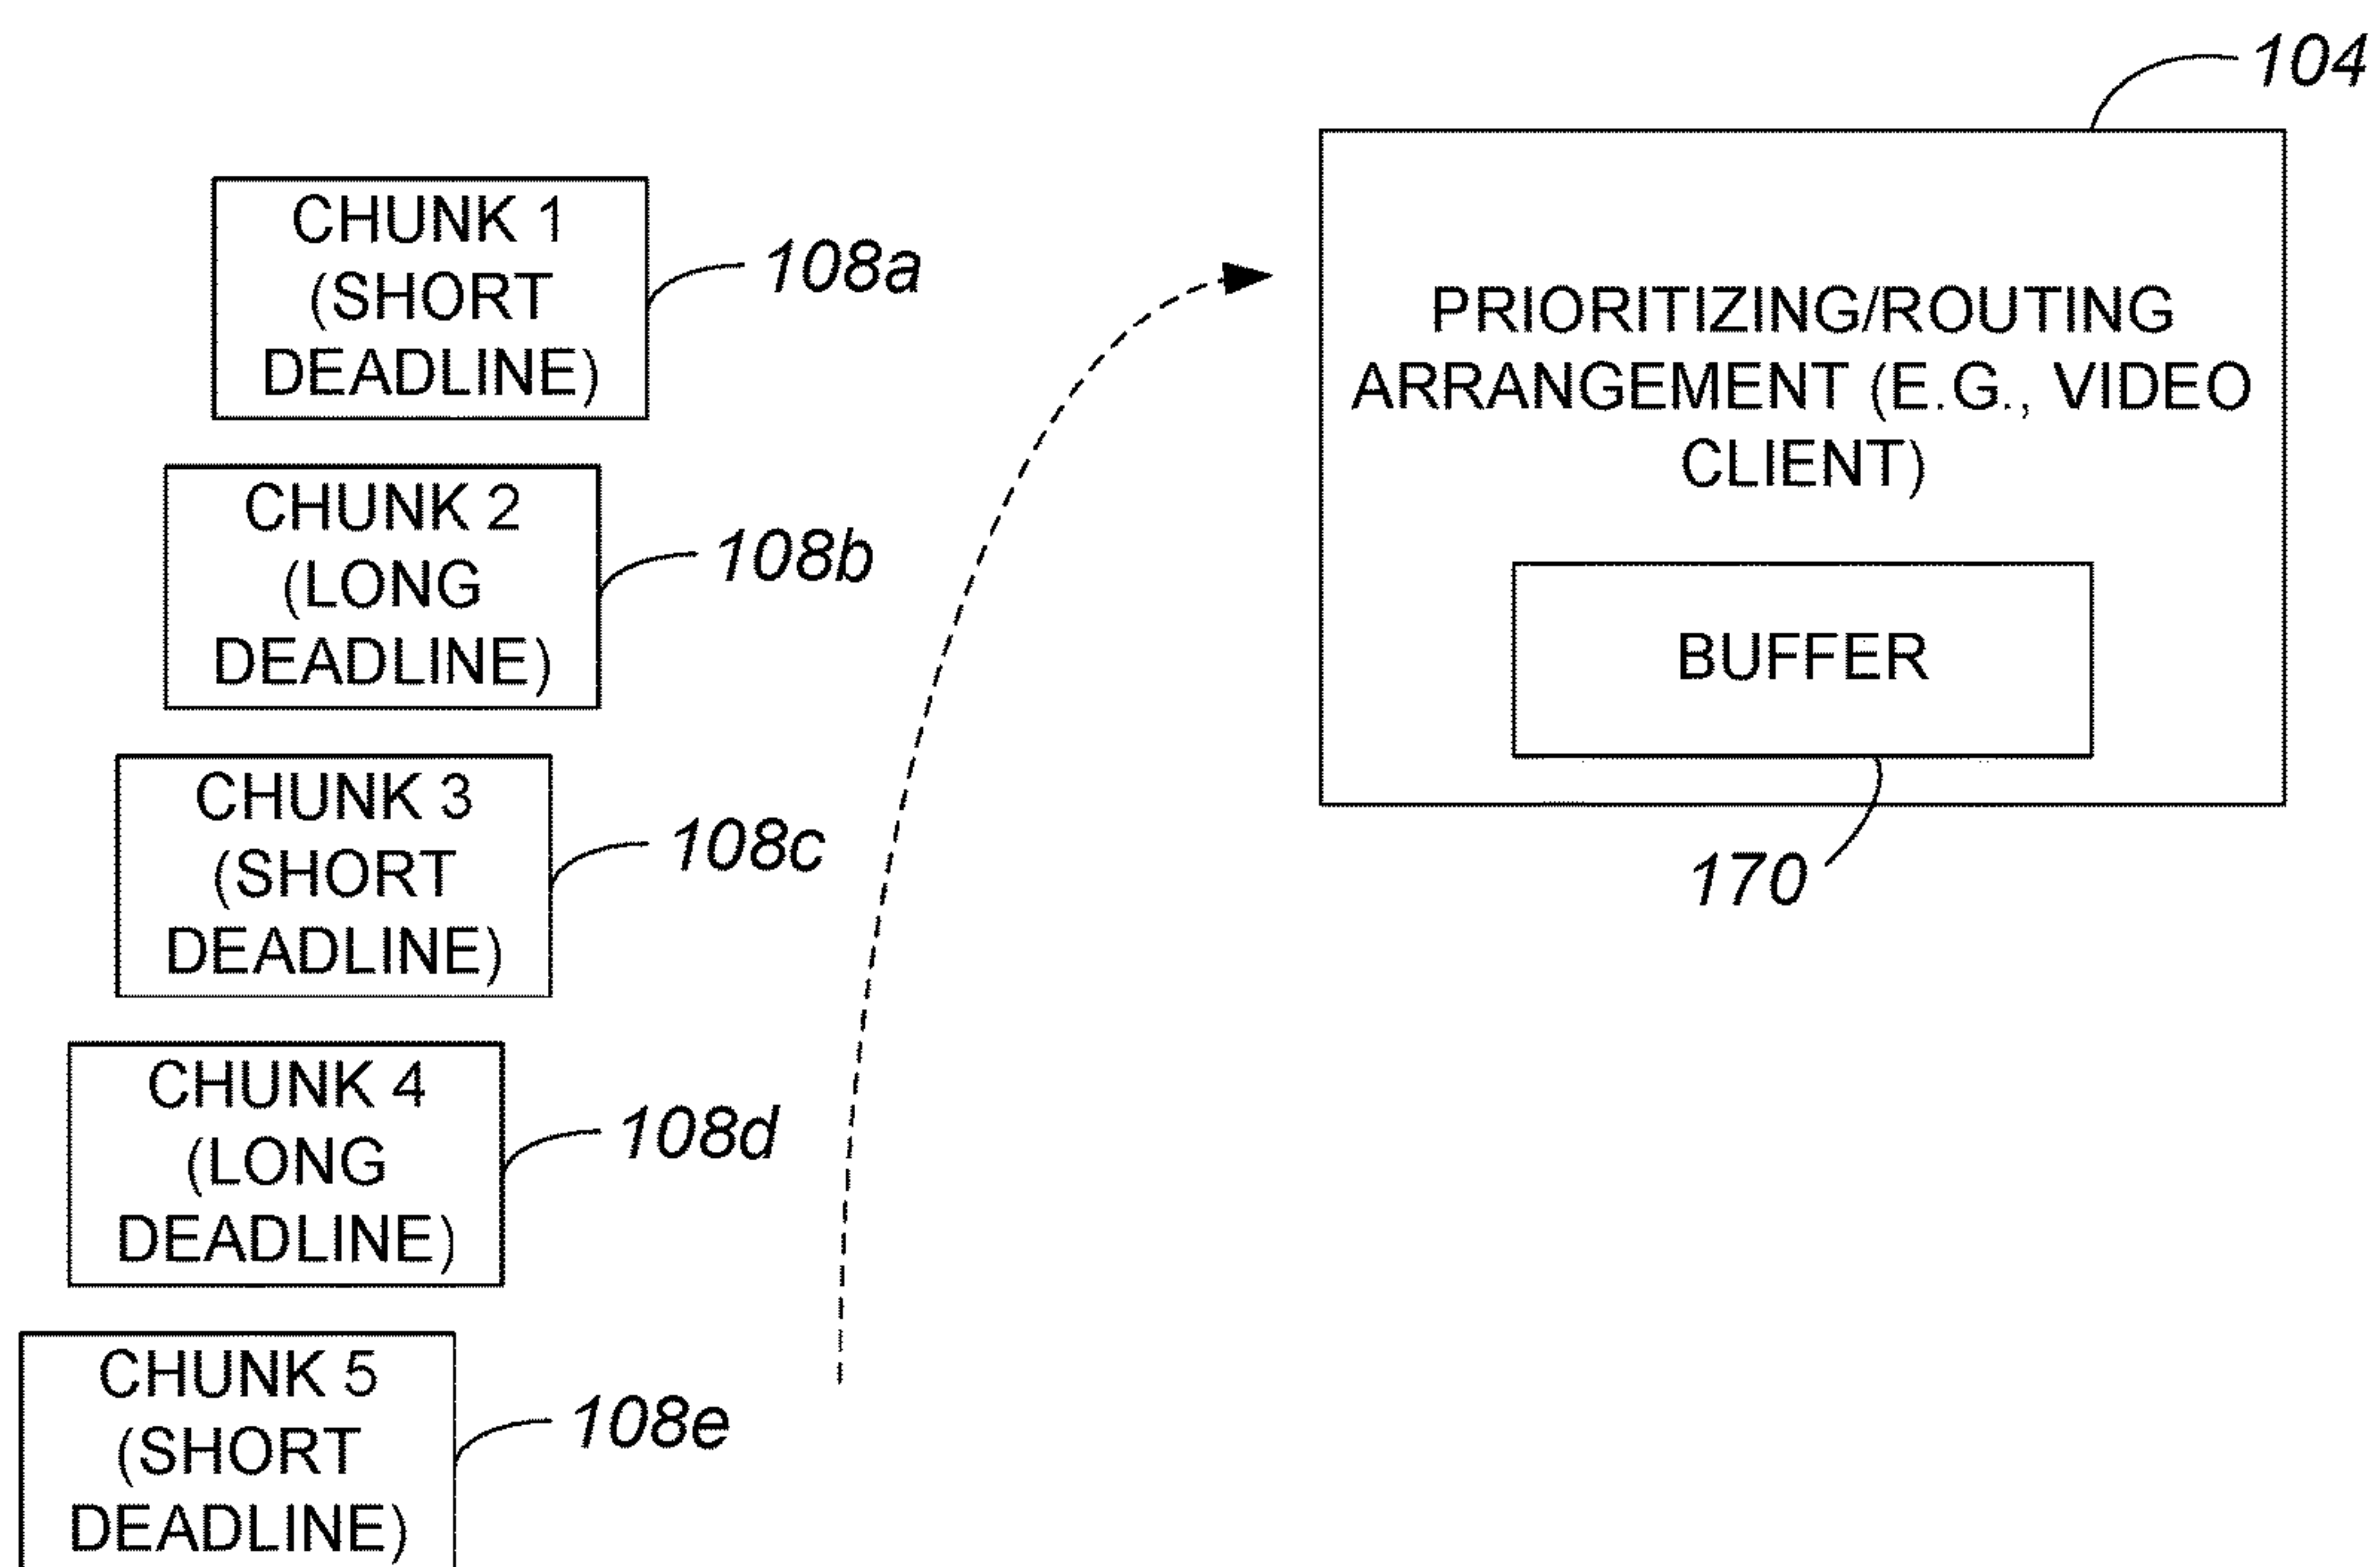 104
CHUNK 1
(SHORT
DEADLINE)
108a
CHUNK 2
(LONG
DEADLINE)
108b
CHUNK 3
(SHORT
DEADLINE)
108c
CHUNK 4
(LONG
DEADLINE)
108d
CHUNK 5
(SHORT
DEADLINE)
108e
PRIORITIZING/ROUTING
ARRANGEMENT (E.G., VIDEO
CLIENT)
BUFFER
170